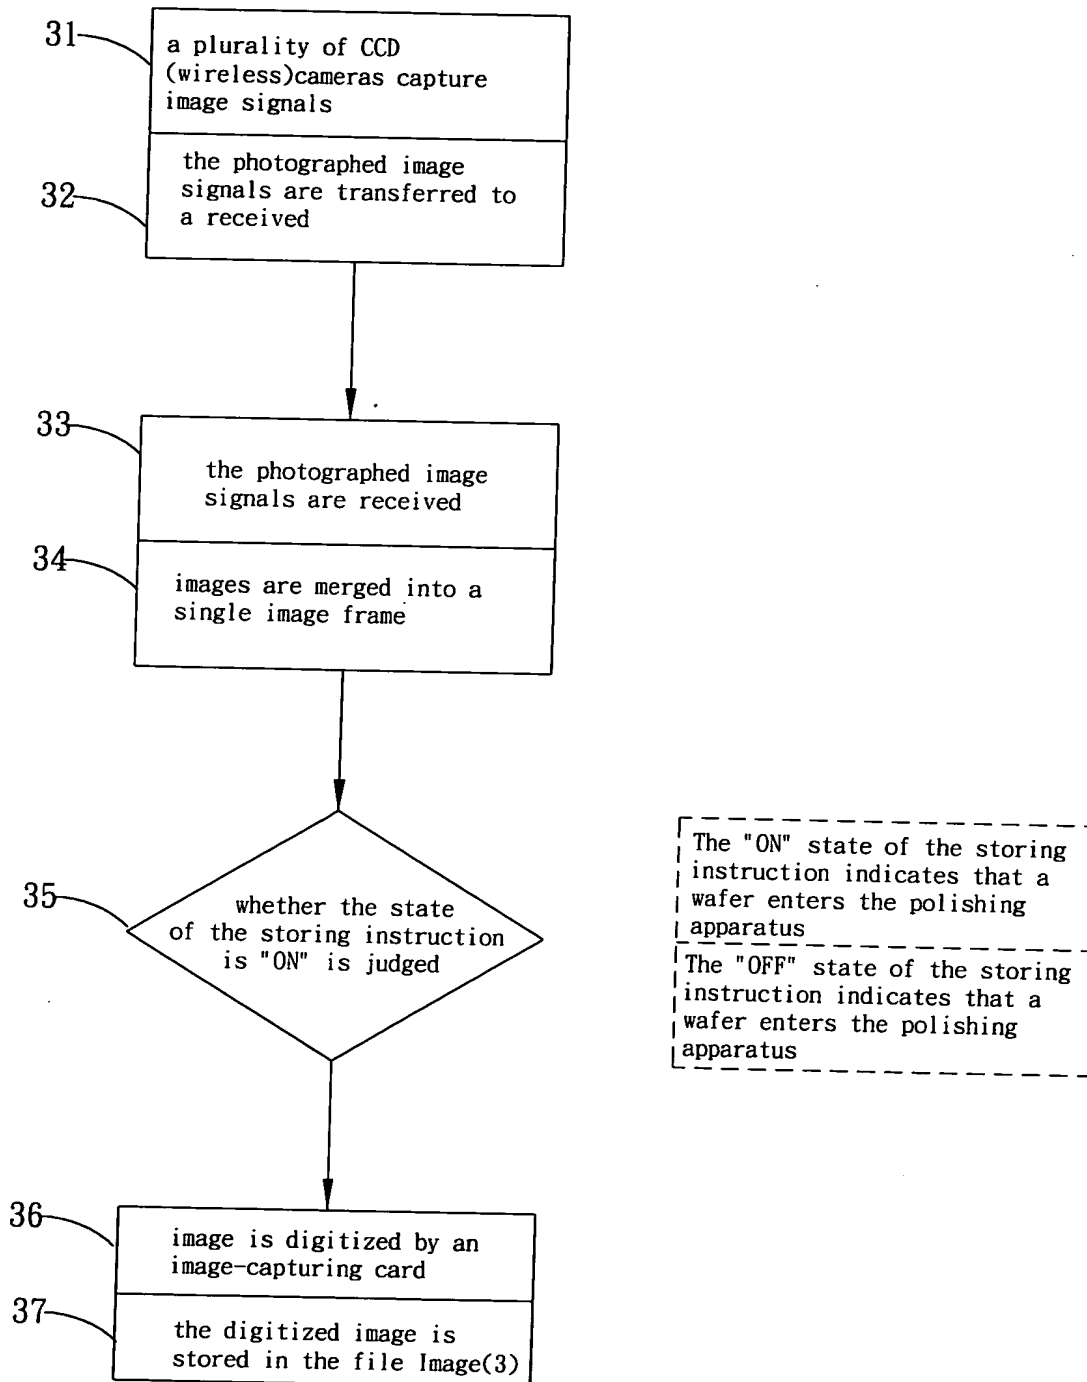 31
a plurality of CCD
(wireless)cameras capture
image signals
32
the photographed image
signals are transferred to
a received
33
the photographed image
signals are received
34
images are merged into a
single image frame
35
whether the state
of the storing instruction
is "ON" is judged
The "ON" state of the storing
instruction indicates that a
wafer enters the polishing
apparatus
The "OFF" state of the storing
instruction indicates that a
wafer enters the polishing
apparatus
36
image is digitized by an
image-capturing card
37
the digitized image is
stored in the file Image(3)